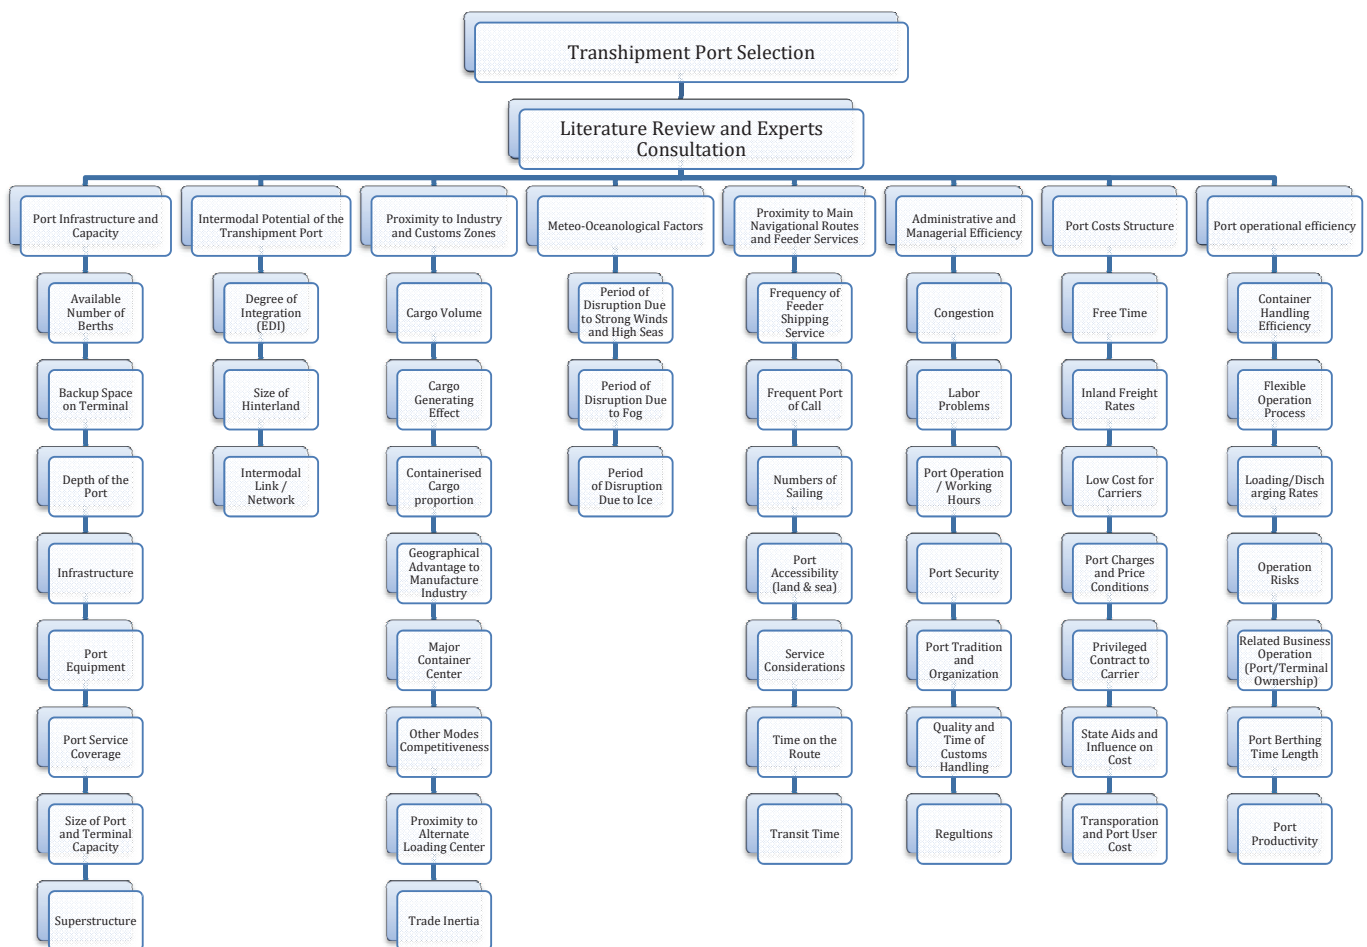 Transhipment Port Selection
Literature Review and Experts
Consultation
Port Infrastructure and
Capacity
Intermodal Potential of the
Transhipment Port
Proximity to Industry
and Customs Zones
Meteo-Oceanological Factors
Proximity to Main
Navigational Routes
and Feeder Services
Administrative and
Managerial Efficiency
Port Costs Structure
Port operational efficiency
Available
Number of
Berths
Backup Space
on Terminal
Depth of the
Port
Infrastructure
Port
Equipment
Port Service
Coverage
Size of Port
and Terminal
Capacity
Superstructure
Degree of
Integration
(EDI)
Size of
Hinterland
Intermodal
Link /
Network
Cargo Volume
Cargo
Generating
Effect
Containerised
Cargo
proportion
Geographical
Advantage to
Manufacture
Industry
Major
Container
Center
Other Modes
Competitiveness
Proximity to
Alternate
Loading Center
Trade Inertia
Period of
Disruption Due
to Strong Winds
and High Seas
Period of
Disruption Due
to Fog
Period
of Disruption
Due to Ice
Frequency of
Feeder
Shipping
Service
Frequent Port
of Call
Numbers of
Sailing
Port
Accessibility
(land & sea)
Service
Considerations
Time on the
Route
Transit Time
Congestion
Labor
Problems
Port Operation
/ Working
Hours
Port Security
Port Tradition
and
Organization
Quality and
Time of
Customs
Handling
Regultions
Free Time
Inland Freight
Rates
Low Cost for
Carriers
Port Charges
and Price
Conditions
Privileged
Contract to
Carrier
State Aids and
Influence on
Cost
Transporation
and Port User
Cost
Container
Handling
Efficiency
Flexible
Operation
Process
Loading/Disch
arging Rates
Operation
Risks
Related Business
Operation
(Port/Terminal
Ownership)
Port Berthing
Time Length
Port
Productivity